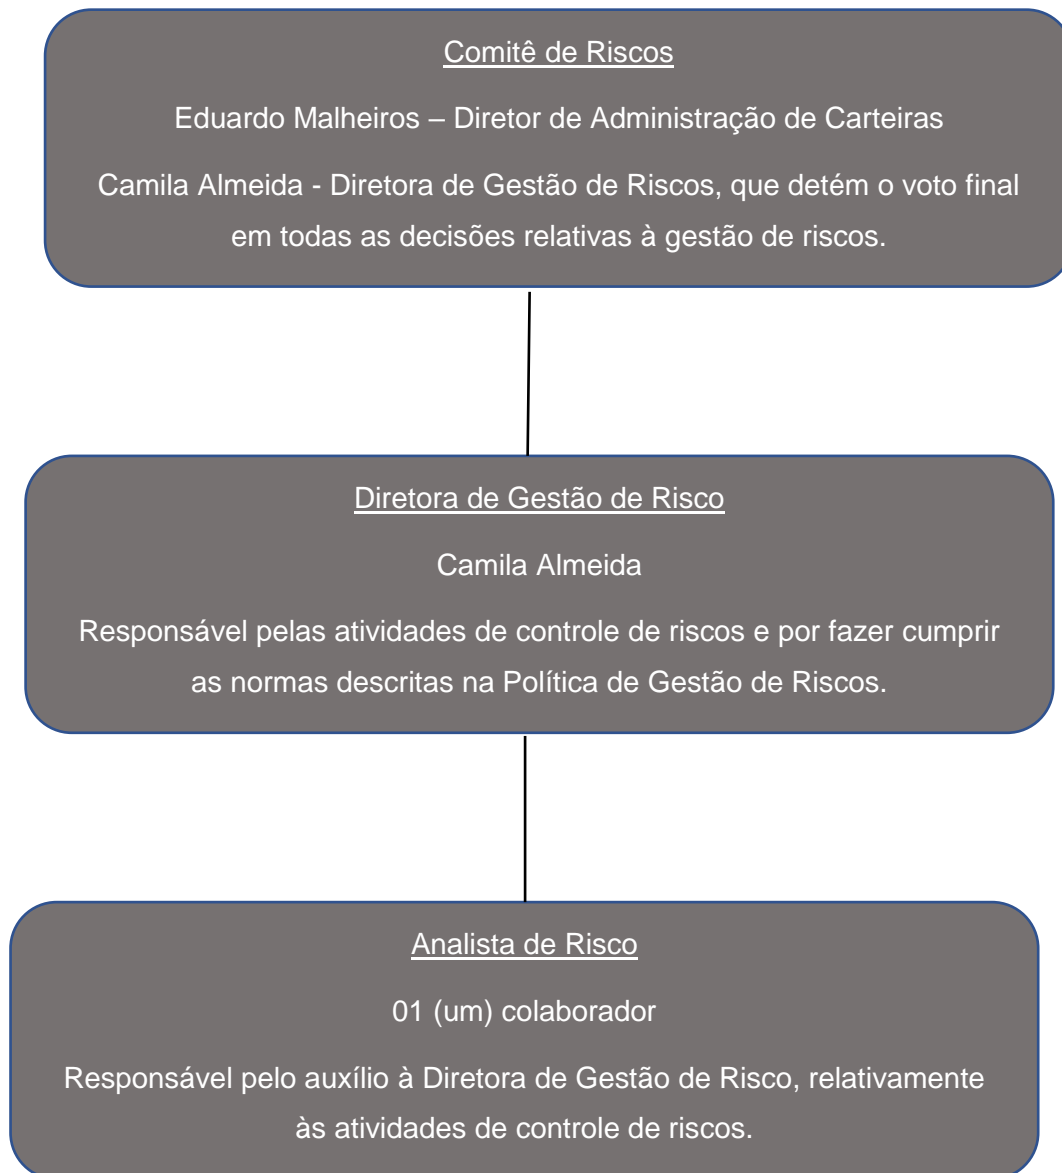 Comitê de Riscos
Eduardo Malheiros – Diretor de Administração de Carteiras
Camila Almeida - Diretora de Gestão de Riscos, que detém o voto final
em todas as decisões relativas à gestão de riscos.
Diretora de Gestão de Risco
Camila Almeida
Responsável pelas atividades de controle de riscos e por fazer cumprir
as normas descritas na Política de Gestão de Riscos.
Analista de Risco
01 (um) colaborador
Responsável pelo auxílio à Diretora de Gestão de Risco, relativamente
às atividades de controle de riscos.